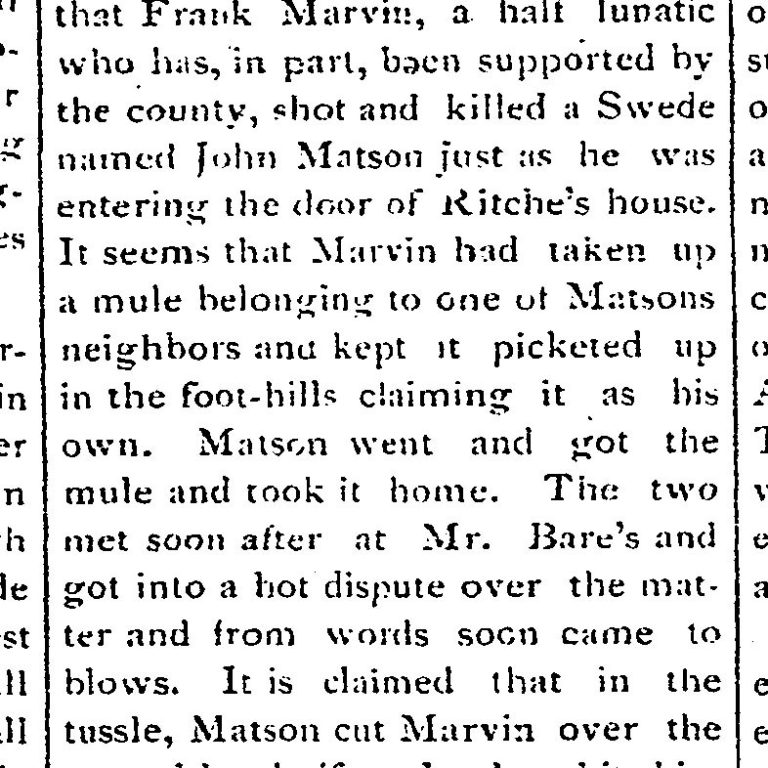 that Frank Marvin, a half lunatic
who has, in part, been supported by
the county, shot and killed a Swede
named John Matson just as he was
entering the door of Ritche's house.
It seems that Marvin had taken up
a mule belonging to one of Matsons
neighbors and kept it picketed up
in the foot-hills claiming it as his
own. Matson went and got the
mule and took it home. The two
met soon after at Mr. Bare's and
got into a hot dispute over the mat-
ter and from words soon came to
blows. It is claimed that in the
tussle, Matson cut Marvin over the